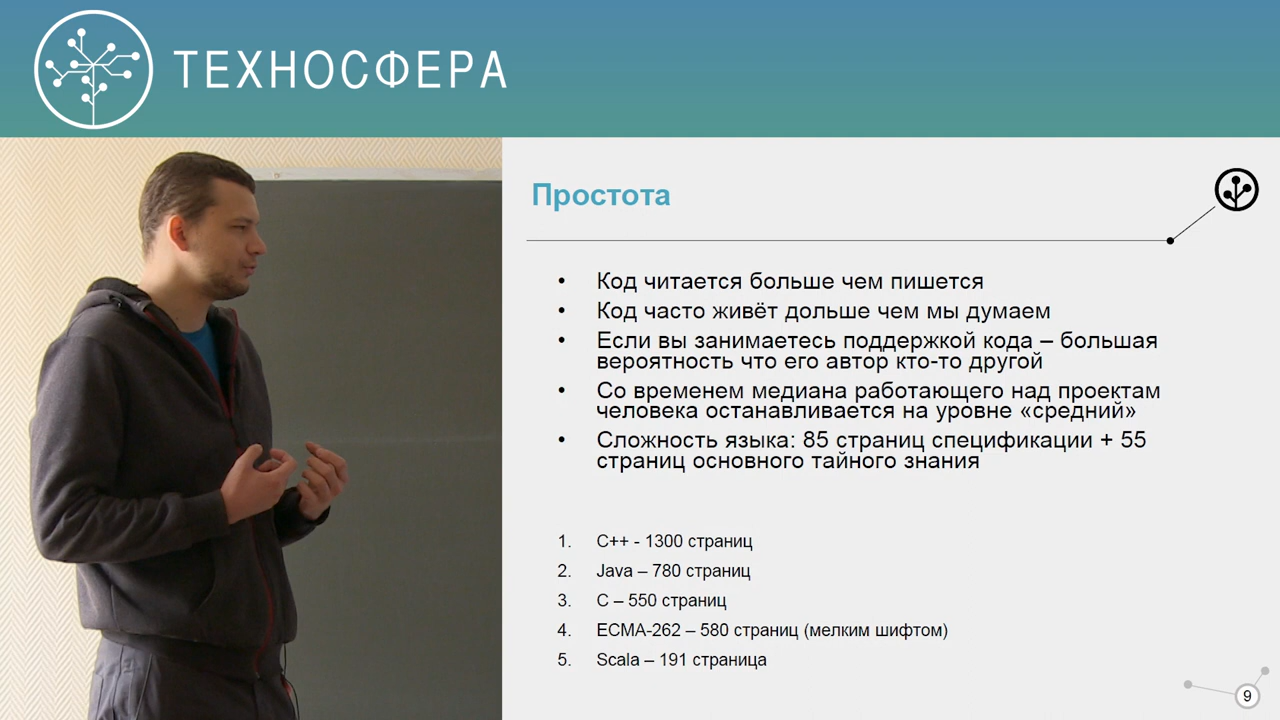 ТЕХНОСФЕРА
Простота
• Код читается больше чем пишется
• Код часто живёт дольше чем мы думаем
• Если вы занимаетесь поддержкой кода – большая
вероятность что его автор кто-то другой
• Со временем медиана работающего над проектам
человека останавливается на уровне «средний»
• Сложность языка: 85 страниц спецификации + 55
страниц основного тайного знания
1. C++ - 1300 страниц
2. Java – 780 страниц
3. C – 550 страниц
4. ECMA-262 – 580 страниц (мелким шифтом)
5. Scala – 191 страница
9